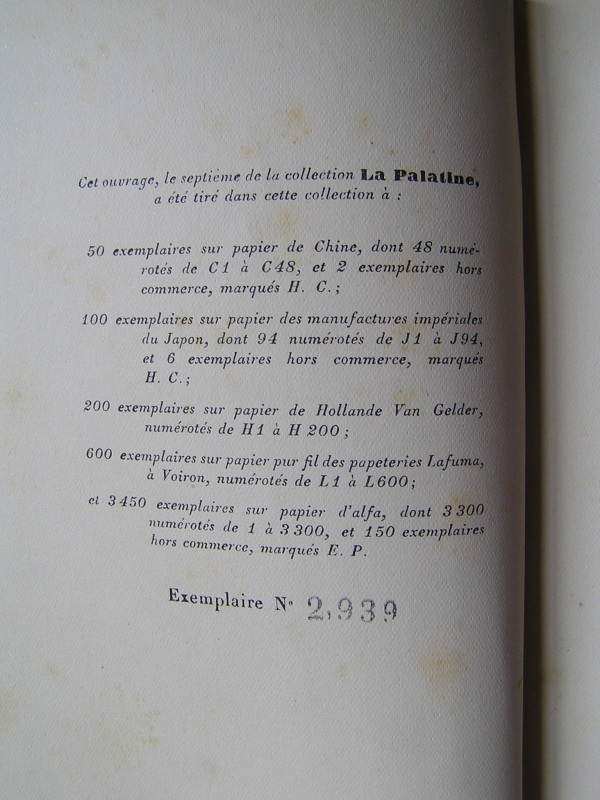 Cet ouvrage, le septième de la collection La Palatine,
a été tiré dans cette collection à :
50 exemplaires sur papier de Chine, dont 48 numé-
rotés de C1 à C48, et 2 exemplaires hors
commerce, marqués H. C. ;
100 exemplaires sur papier des manufactures impériales
du Japon, dont 94 numérotés de J1 à J94,
et 6 exemplaires hors commerce, marqués
H. C. ;
200 exemplaires sur papier de Hollande Van Gelder,
numérotés de H1 à H 200 ;
600 exemplaires sur papier pur fil des papeteries Lafuma,
à Voiron, numérotés de L1 à L600 ;
et 3 450 exemplaires sur papier d'alfa, dont 3 300
numérotés de 1 à 3 300, et 150 exemplaires
hors commerce, marqués E. P.
Exemplaire N° 2,939